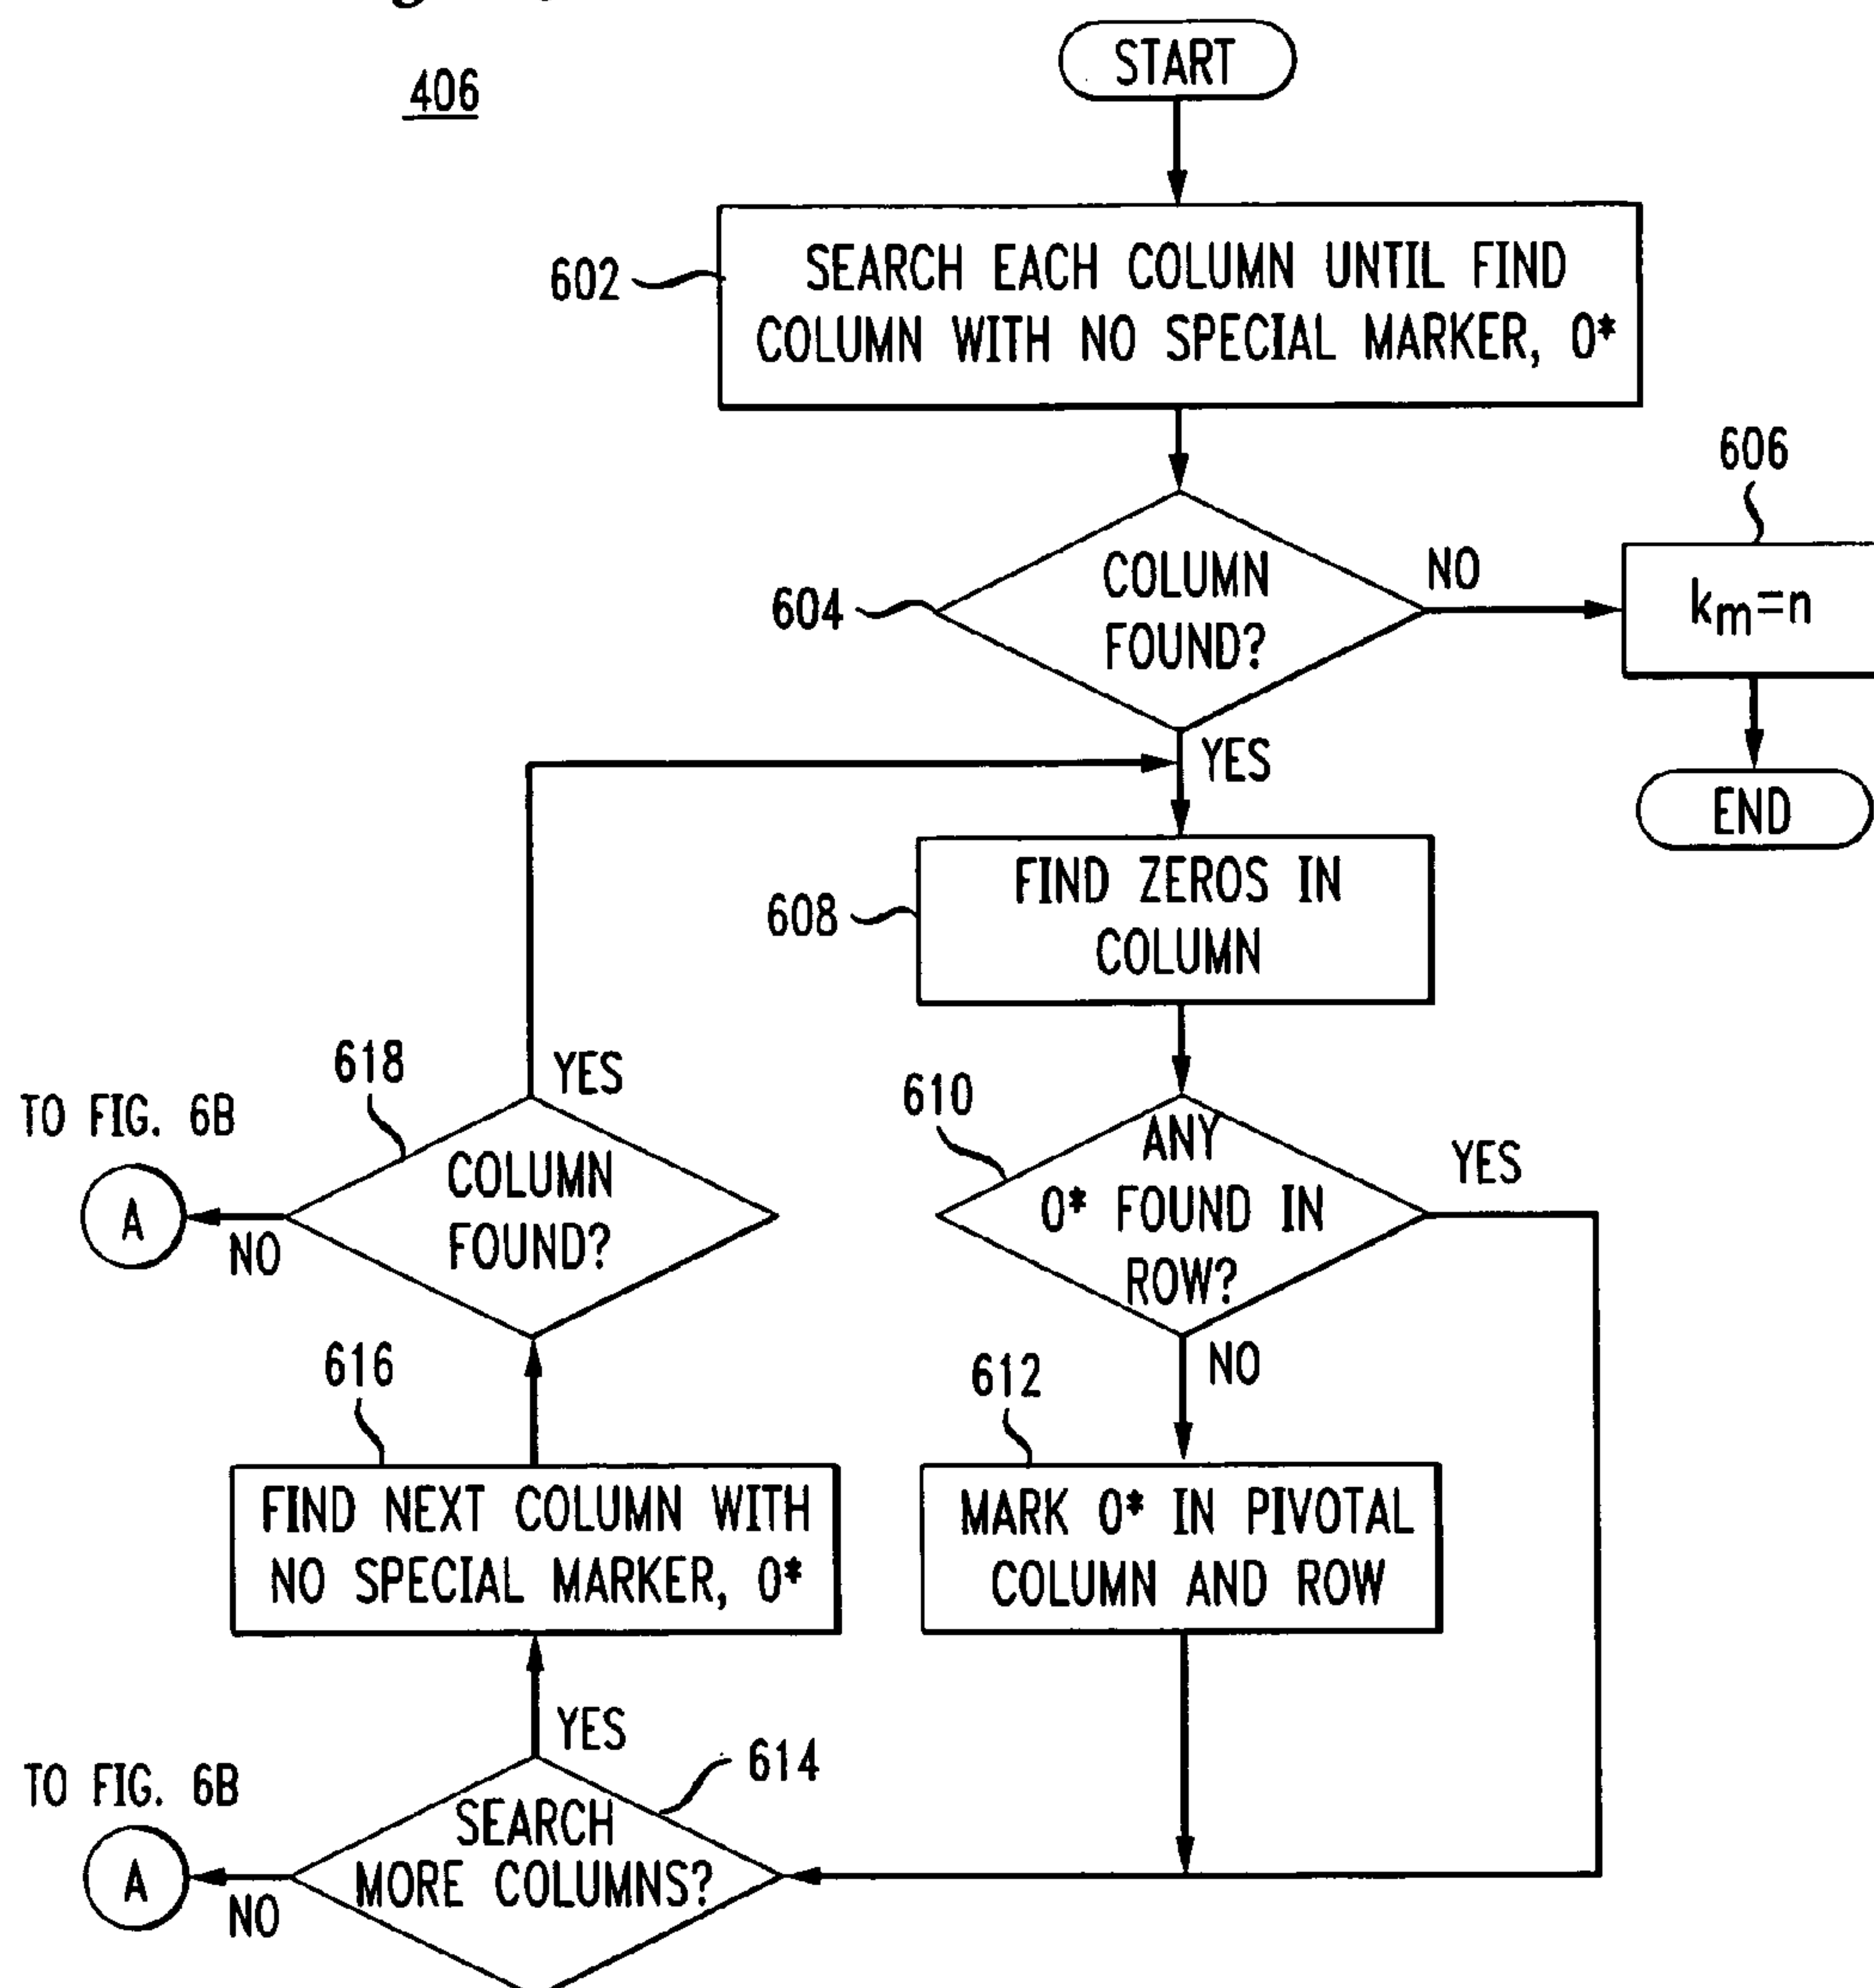 406
START
602
SEARCH EACH COLUMN UNTIL FIND
COLUMN WITH NO SPECIAL MARKER, 0*
604
COLUMN
FOUND?
NO
606
km=n
END
YES
608
FIND ZEROS IN
COLUMN
610
ANY
0* FOUND IN
ROW?
YES
NO
612
MARK 0* IN PIVOTAL
COLUMN AND ROW
618
COLUMN
FOUND?
YES
NO
TO FIG. 6B
A
616
FIND NEXT COLUMN WITH
NO SPECIAL MARKER, 0*
YES
614
SEARCH
MORE COLUMNS?
NO
TO FIG. 6B
A